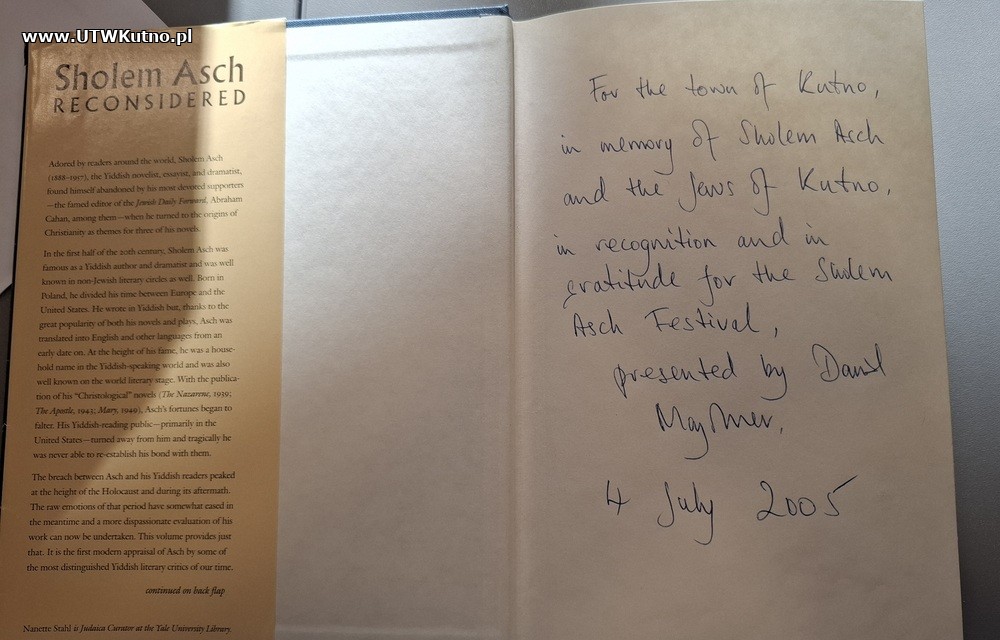 www.UTWKutno.pl
Sholem Asch
RECONSIDERED
Adored by readers around the world, Sholem Asch
(1888–1957), the Yiddish novelist, essayist, and dramatist,
found himself abandoned by his most devoted supporters
—the famed editor of the Jewish Daily Forward, Abraham
Cahan, among them—when he turned to the origins of
Christianity as themes for three of his novels.
In the first half of the 20th century, Sholem Asch was
famous as a Yiddish author and dramatist and was well
known in non-Jewish literary circles as well. Born in
Poland, he divided his time between Europe and the
United States. He wrote in Yiddish but, thanks to the
great popularity of both his novels and plays, Asch was
translated into English and other languages from an
early date on. At the height of his fame, he was a house-
hold name in the Yiddish-speaking world and was also
well known on the world literary stage. With the publica-
tion of his “Christological” novels (The Nazarene, 1939;
The Apostle, 1943; Mary, 1949), Asch’s fortunes began to
falter. His Yiddish-reading public—primarily in the
United States—turned away from him and tragically he
was never able to re-establish his bond with them.
The breach between Asch and his Yiddish readers peaked
at the height of the Holocaust and during its aftermath.
The raw emotions of that period have somewhat eased in
the meantime and a more dispassionate evaluation of his
work can now be undertaken. This volume provides just
that. It is the first modern appraisal of Asch by some of
the most distinguished Yiddish literary critics of our time.
continued on back flap
Nanette Stahl is Judaica Curator at the Yale University Library.
For the town of Kutno,
in memory of Sholem Asch
and the Jews of Kutno,
in recognition and in
gratitude for the Sholem
Asch Festival,
presented by David
4 July 2005